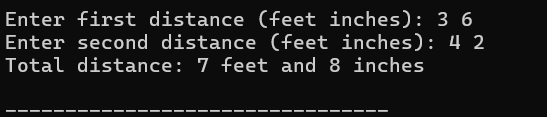 Enter first distance (feet inches): 3 6
Enter second distance (feet inches): 4 2
Total distance: 7 feet and 8 inches
--------------------------------